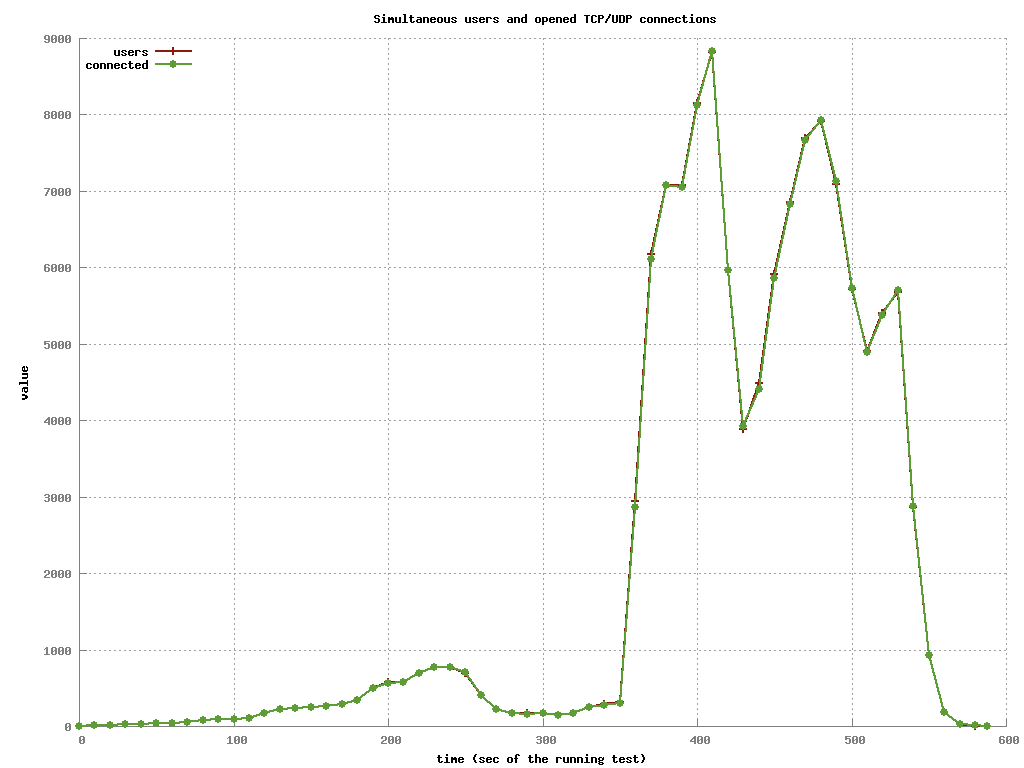 Simultaneous users and opened TCP/UDP connections
9000
users
connected
8000
7000
6000
5000
value
4000
3000
2000
1000
0
0 100 200 300 400 500 600
time (sec of the running test)